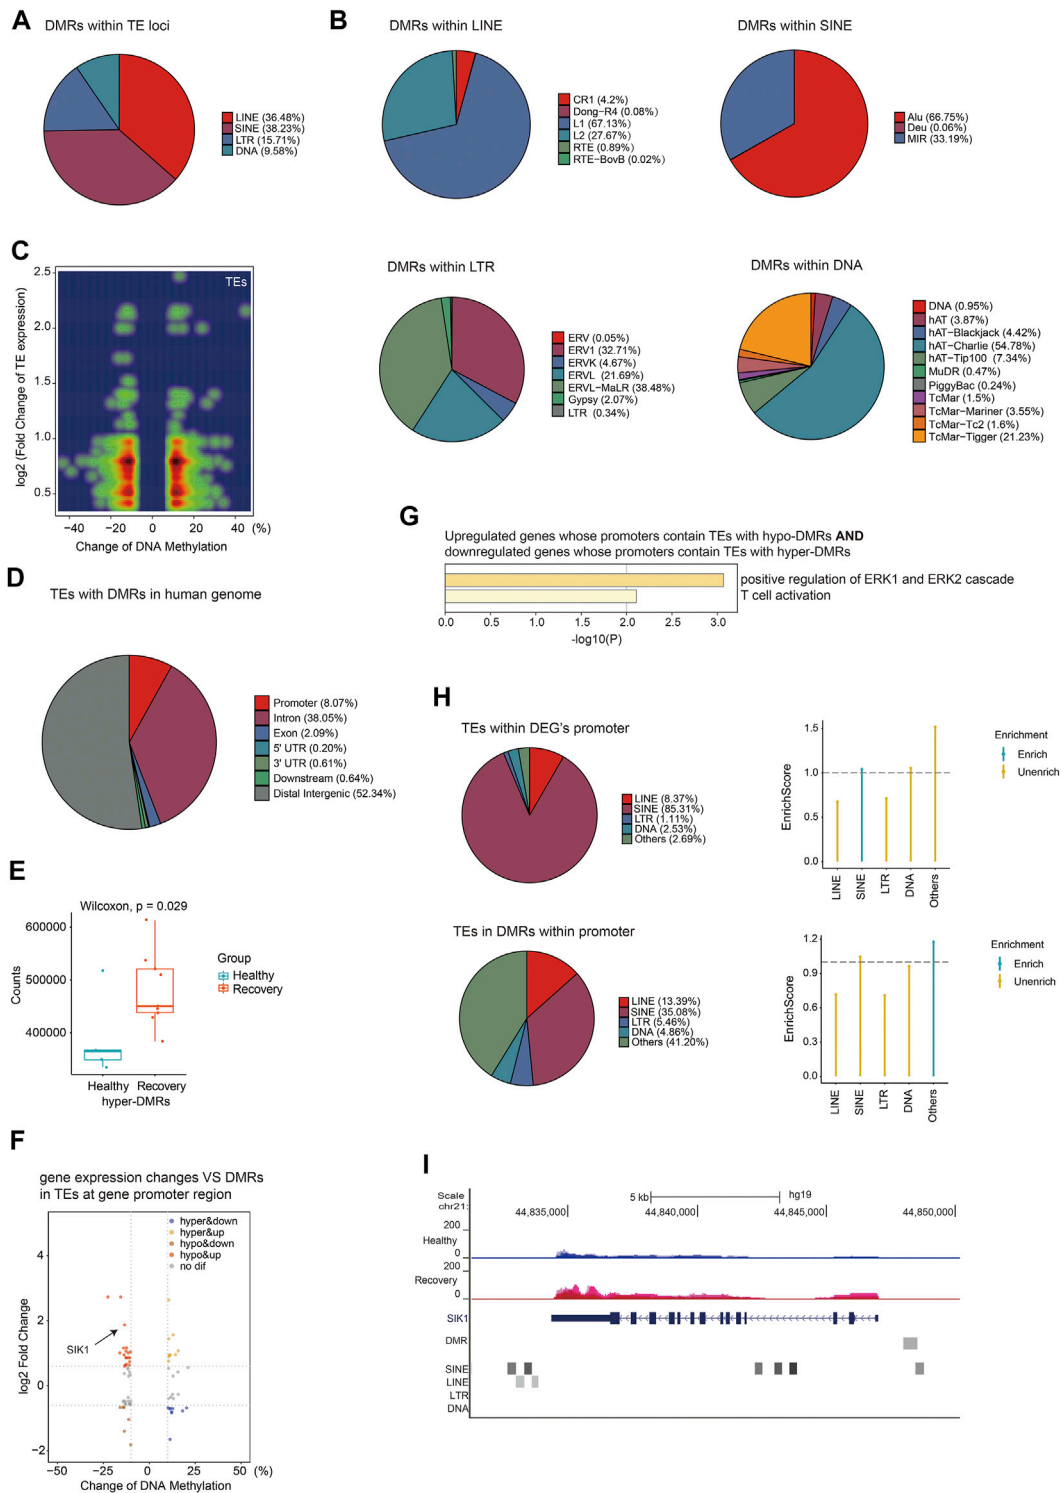 A
DMRs within TE loci
LINE (36.48%)
SINE (38.23%)
LTR (15.71%)
DNA (9.58%)
B
DMRs within LINE
CR1 (4.2%)
Dong-R4 (0.08%)
L1 (67.13%)
L2 (27.67%)
RTE (0.89%)
RTE-BovB (0.02%)
DMRs within SINE
Alu (66.75%)
Deu (0.06%)
MIR (33.19%)
DMRs within LTR
ERV (0.05%)
ERV1 (32.71%)
ERVK (4.67%)
ERVL (21.69%)
ERVL-MaLR (38.48%)
Gypsy (2.07%)
LTR (0.34%)
DMRs within DNA
DNA (0.95%)
hAT (3.87%)
hAT-Blackjack (4.42%)
hAT-Charlie (54.78%)
hAT-Tip100 (7.34%)
MuDR (0.47%)
PiggyBac (0.24%)
TcMar (1.5%)
TcMar-Mariner (3.55%)
TcMar-Tc2 (1.6%)
TcMar-Tigger (21.23%)
C
TEs
log2 (Fold Change of TE expression)
2.5
2.0
1.5
1.0
0.5
-40 -20 0 20 40 (%)
Change of DNA Methylation
D
TEs with DMRs in human genome
Promoter (8.07%)
Intron (38.05%)
Exon (2.09%)
5' UTR (0.20%)
3' UTR (0.61%)
Downstream (0.64%)
Distal Intergenic (52.34%)
E
Wilcoxon, p = 0.029
Counts
600000
500000
400000
Healthy Recovery
hyper-DMRs
Group
Healthy
Recovery
F
gene expression changes VS DMRs
in TEs at gene promoter region
hyper&down
hyper&up
hypo&down
hypo&up
no dif
SIK1
log2 Fold Change
4
2
0
-2
-50 -25 0 25 50 (%)
Change of DNA Methylation
G
Upregulated genes whose promoters contain TEs with hypo-DMRs AND
downregulated genes whose promoters contain TEs with hyper-DMRs
positive regulation of ERK1 and ERK2 cascade
T cell activation
0.0 0.5 1.0 1.5 2.0 2.5 3.0
-log10(P)
H
TEs within DEG's promoter
LINE (8.37%)
SINE (85.31%)
LTR (1.11%)
DNA (2.53%)
Others (2.69%)
EnrichScore
1.5
1.0
0.5
0.0
LINE SINE LTR DNA Others
Enrichment
Enrich
Unenrich
TEs in DMRs within promoter
LINE (13.39%)
SINE (35.08%)
LTR (5.46%)
DNA (4.86%)
Others (41.20%)
EnrichScore
1.2
0.9
0.6
0.3
0.0
LINE SINE LTR DNA Others
Enrichment
Enrich
Unenrich
I
Scale 5 kb hg19
chr21: 44,835,000 44,840,000 44,845,000 44,850,000
200
Healthy
0
200
Recovery
0
SIK1
DMR
SINE
LINE
LTR
DNA